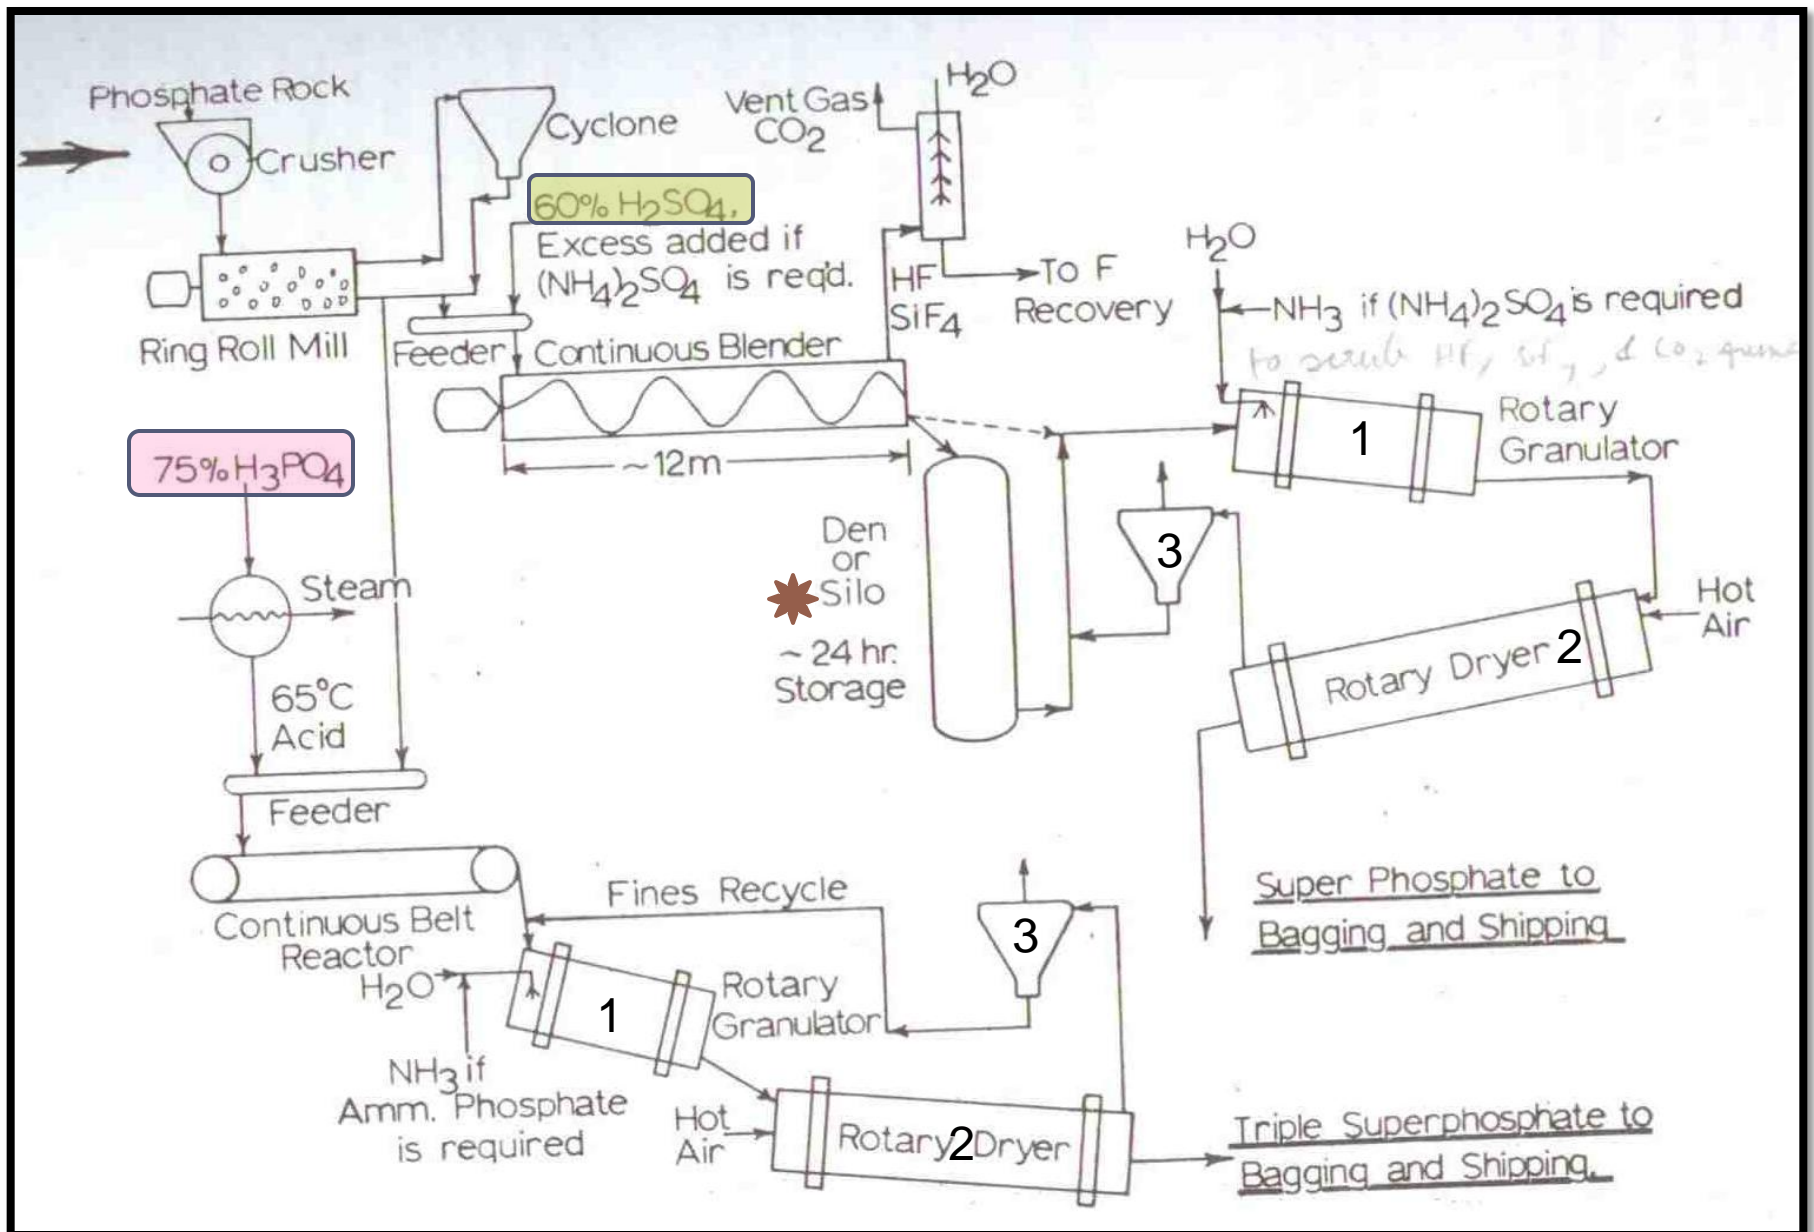 Phosphate Rock
Crusher
Cyclone
Ring Roll Mill
60% H2SO4,
Excess added if
(NH4)2SO4 is req'd.
Feeder
Continuous Blender
~12m
Vent Gas
CO2
H2O
HF
SiF4
To F
Recovery
H2O
NH3 if (NH4)2SO4 is required
to scrub HF,
Rotary
Granulator
1
75% H3PO4
Steam
65°C
Acid
Feeder
Den
or
Silo
~24 hr.
Storage
3
Hot
Air
Rotary Dryer 2
Super Phosphate to
Bagging and Shipping
Continuous Belt
Reactor
Fines Recycle
3
H2O
1
Rotary
Granulator
NH3 if
Amm. Phosphate
is required
Hot
Air
Rotary 2 Dryer
Triple Superphosphate to
Bagging and Shipping.